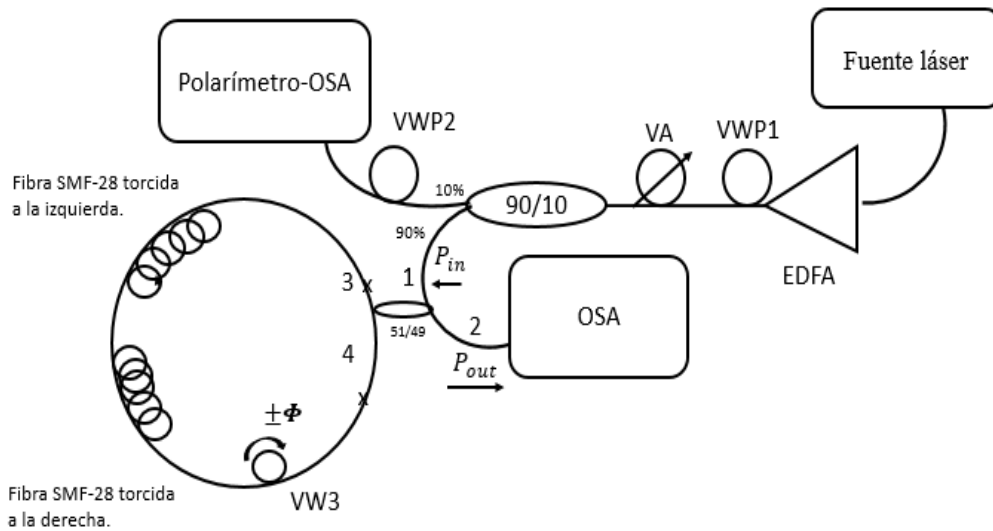 Polarímetro-OSA
Fuente láser
VWP2
VA
VWP1
Fibra SMF-28 torcida
a la izquierda.
10%
90/10
90%
EDFA
P_in
3
x
1
51/49
2
OSA
4
P_out
x
±Φ
VW3
Fibra SMF-28 torcida
a la derecha.